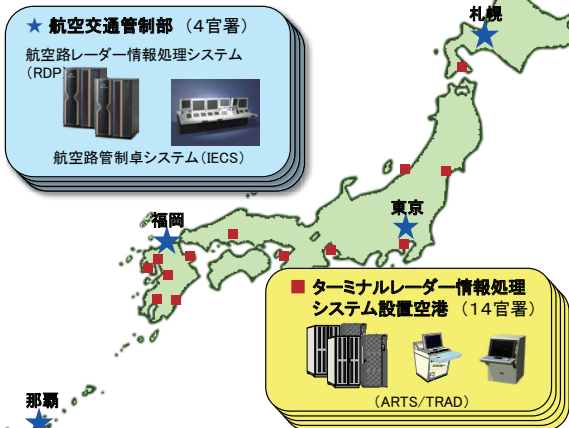 ★ 航空交通管制部 （4官署）
航空路レーダー情報処理システム
（RDP）
航空路管制卓システム（IECS）
札幌
東京
福岡
那覇
■ ターミナルレーダー情報処理
システム設置空港 （14官署）
（ARTS/TRAD）